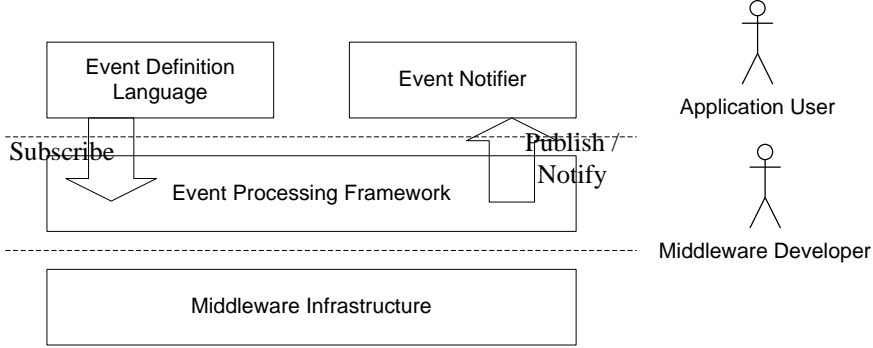 Event Definition
Language
Event Notifier
Application User
Subscribe
Publish /
Notify
Event Processing Framework
Middleware Developer
Middleware Infrastructure